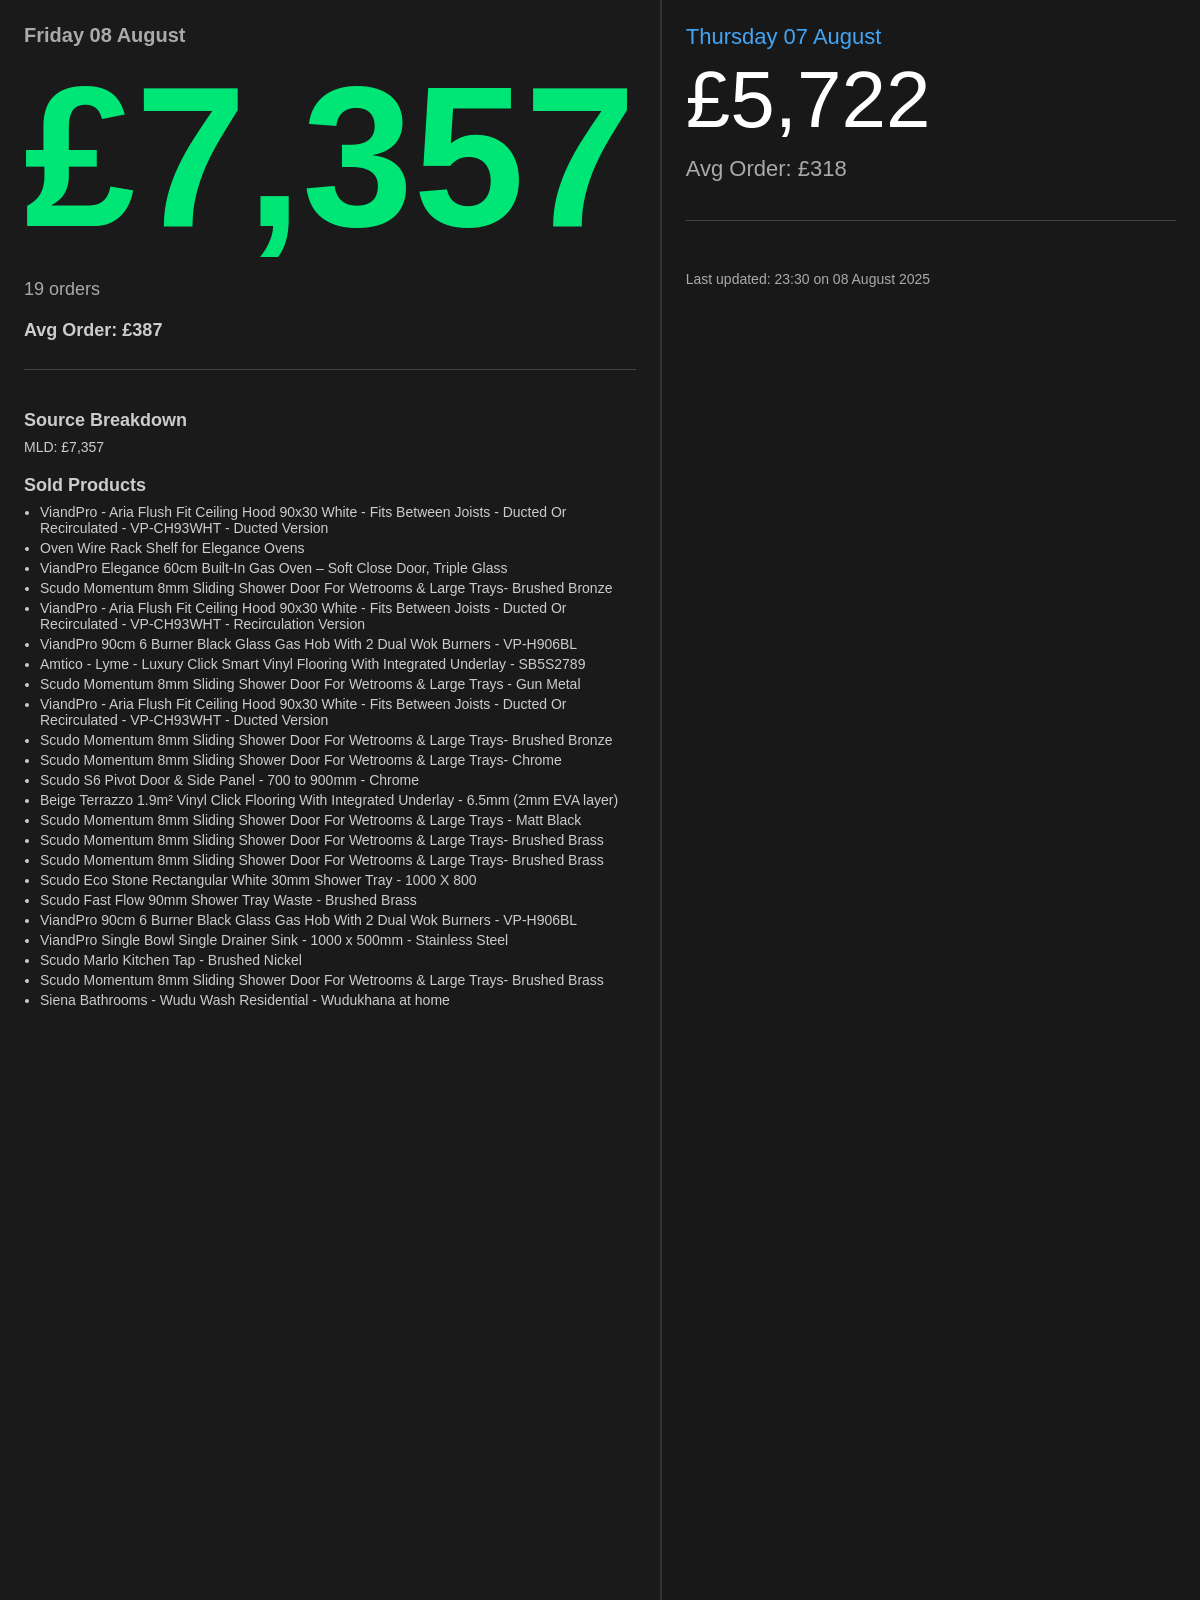 Friday 08 August
£7,357
19 orders
Avg Order: £387
Source Breakdown
MLD: £7,357
Sold Products
• ViandPro - Aria Flush Fit Ceiling Hood 90x30 White - Fits Between Joists - Ducted Or
Recirculated - VP-CH93WHT - Ducted Version
• Oven Wire Rack Shelf for Elegance Ovens
• ViandPro Elegance 60cm Built-In Gas Oven – Soft Close Door, Triple Glass
• Scudo Momentum 8mm Sliding Shower Door For Wetrooms & Large Trays- Brushed Bronze
• ViandPro - Aria Flush Fit Ceiling Hood 90x30 White - Fits Between Joists - Ducted Or
Recirculated - VP-CH93WHT - Recirculation Version
• ViandPro 90cm 6 Burner Black Glass Gas Hob With 2 Dual Wok Burners - VP-H906BL
• Amtico - Lyme - Luxury Click Smart Vinyl Flooring With Integrated Underlay - SB5S2789
• Scudo Momentum 8mm Sliding Shower Door For Wetrooms & Large Trays - Gun Metal
• ViandPro - Aria Flush Fit Ceiling Hood 90x30 White - Fits Between Joists - Ducted Or
Recirculated - VP-CH93WHT - Ducted Version
• Scudo Momentum 8mm Sliding Shower Door For Wetrooms & Large Trays- Brushed Bronze
• Scudo Momentum 8mm Sliding Shower Door For Wetrooms & Large Trays- Chrome
• Scudo S6 Pivot Door & Side Panel - 700 to 900mm - Chrome
• Beige Terrazzo 1.9m² Vinyl Click Flooring With Integrated Underlay - 6.5mm (2mm EVA layer)
• Scudo Momentum 8mm Sliding Shower Door For Wetrooms & Large Trays - Matt Black
• Scudo Momentum 8mm Sliding Shower Door For Wetrooms & Large Trays- Brushed Brass
• Scudo Momentum 8mm Sliding Shower Door For Wetrooms & Large Trays- Brushed Brass
• Scudo Eco Stone Rectangular White 30mm Shower Tray - 1000 X 800
• Scudo Fast Flow 90mm Shower Tray Waste - Brushed Brass
• ViandPro 90cm 6 Burner Black Glass Gas Hob With 2 Dual Wok Burners - VP-H906BL
• ViandPro Single Bowl Single Drainer Sink - 1000 x 500mm - Stainless Steel
• Scudo Marlo Kitchen Tap - Brushed Nickel
• Scudo Momentum 8mm Sliding Shower Door For Wetrooms & Large Trays- Brushed Brass
• Siena Bathrooms - Wudu Wash Residential - Wudukhana at home
Thursday 07 August
£5,722
Avg Order: £318
Last updated: 23:30 on 08 August 2025